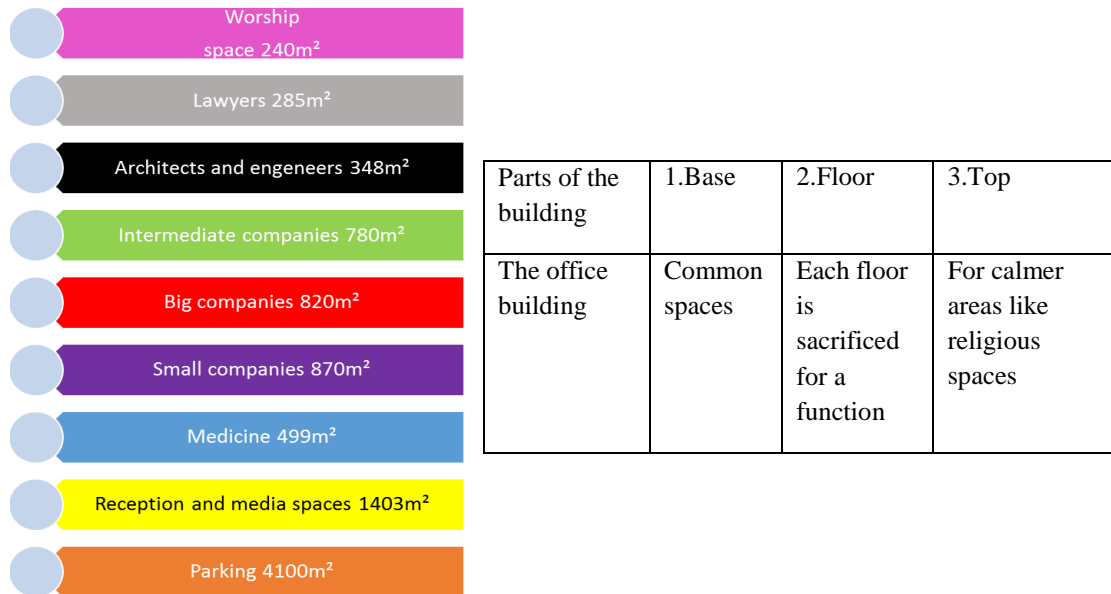 Worship
space 240m²
Lawyers 285m²
Architects and engeneers 348m²
Intermediate companies 780m²
Big companies 820m²
Small companies 870m²
Medicine 499m²
Reception and media spaces 1403m²
Parking 4100m²
Parts of the
building
1.Base
2.Floor
3.Top
The office
building
Common
spaces
Each floor
is
sacrificed
for a
function
For calmer
areas like
religious
spaces